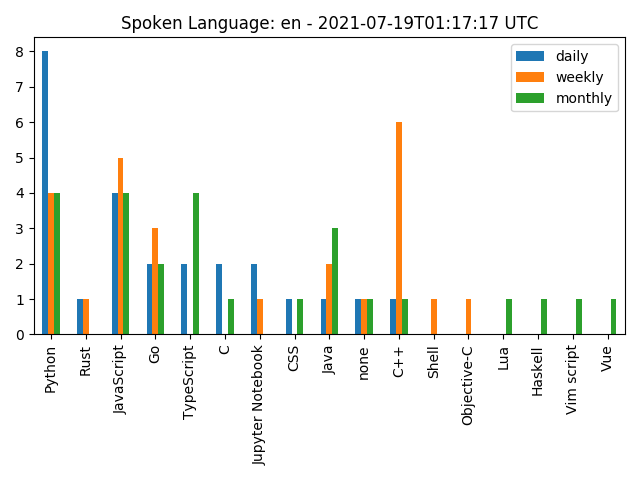 Spoken Language: en - 2021-07-19T01:17:17 UTC
daily
weekly
monthly
8
7
6
5
4
3
2
1
0
Python
Rust
JavaScript
Go
TypeScript
C
Jupyter Notebook
CSS
Java
none
C++
Shell
Objective-C
Lua
Haskell
Vim script
Vue